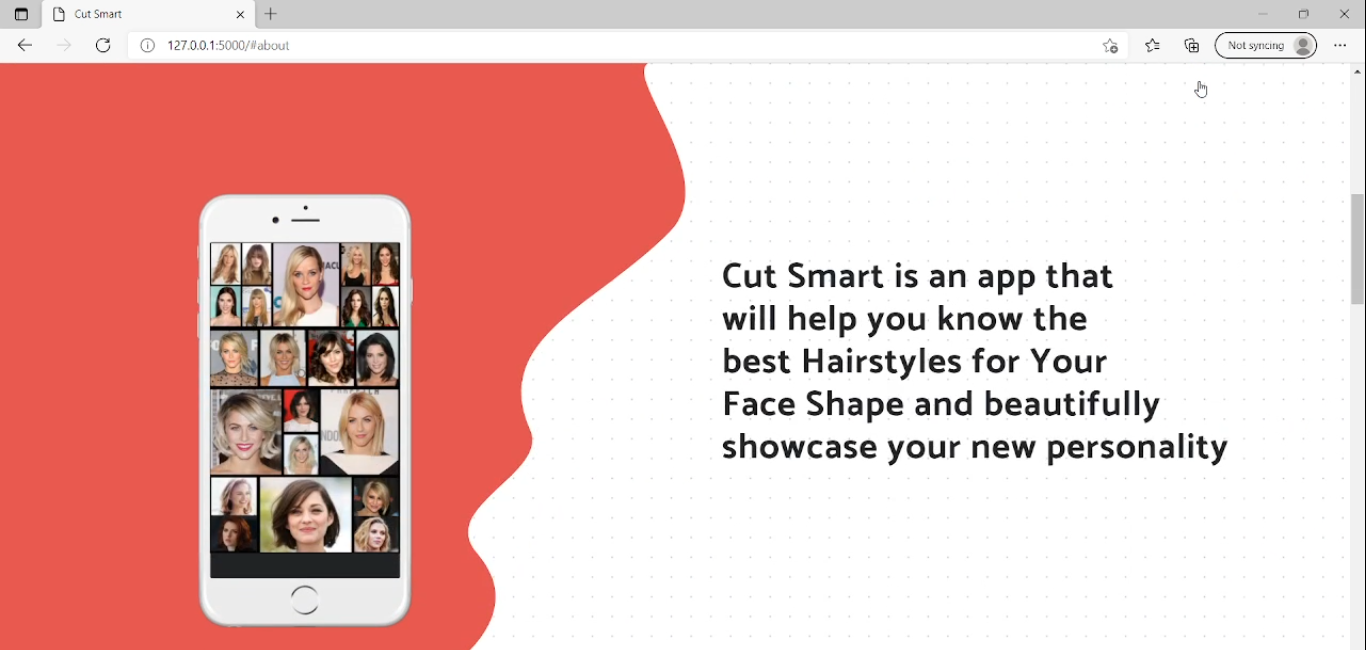 Cut Smart
127.0.0.1:5000/#about
Not syncing
Cut Smart is an app that
will help you know the
best Hairstyles for Your
Face Shape and beautifully
showcase your new personality